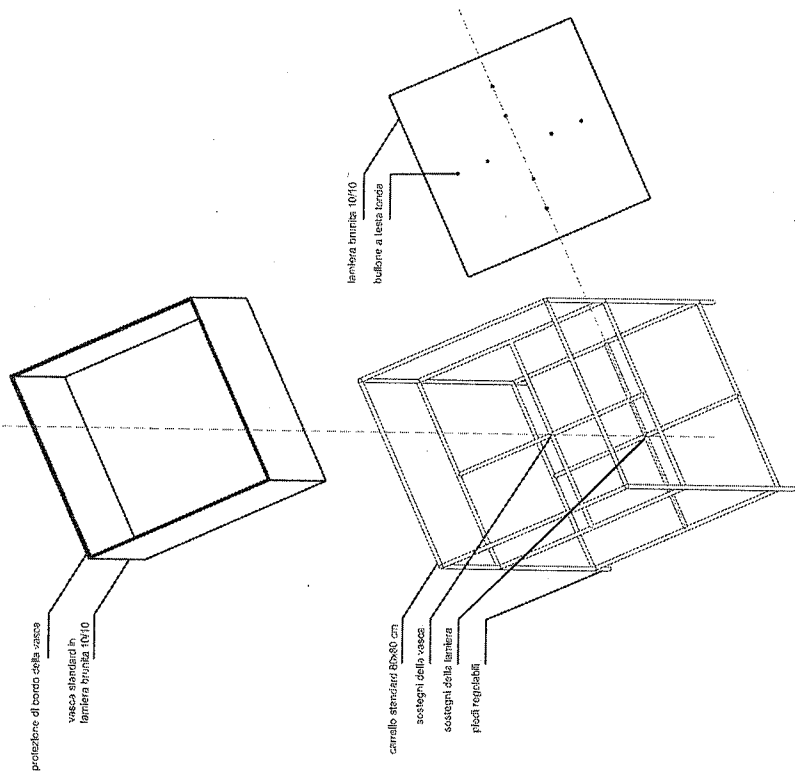 protezione di bordo della vasca
vasca standard in
lamiera brunita 10/10
lamiera brunita 10/10
bullone a testa tonda
carrello standard 80x80 cm
sostegni della vasca
sostegni della lamiera
piedi regolabili